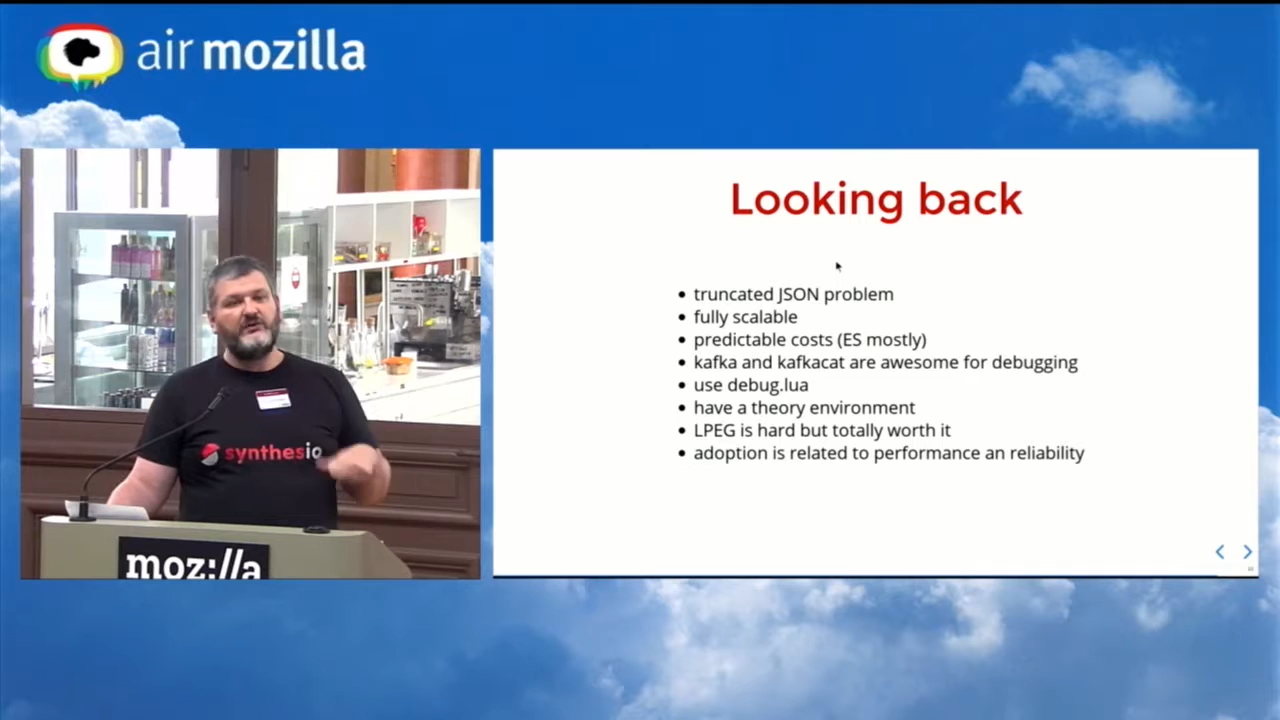 air mozilla
Looking back
truncated JSON problem
fully scalable
predictable costs (ES mostly)
kafka and kafkacat are awesome for debugging
use debug.lua
have a theory environment
LPEG is hard but totally worth it
adoption is related to performance an reliability
synthesio
moz://a